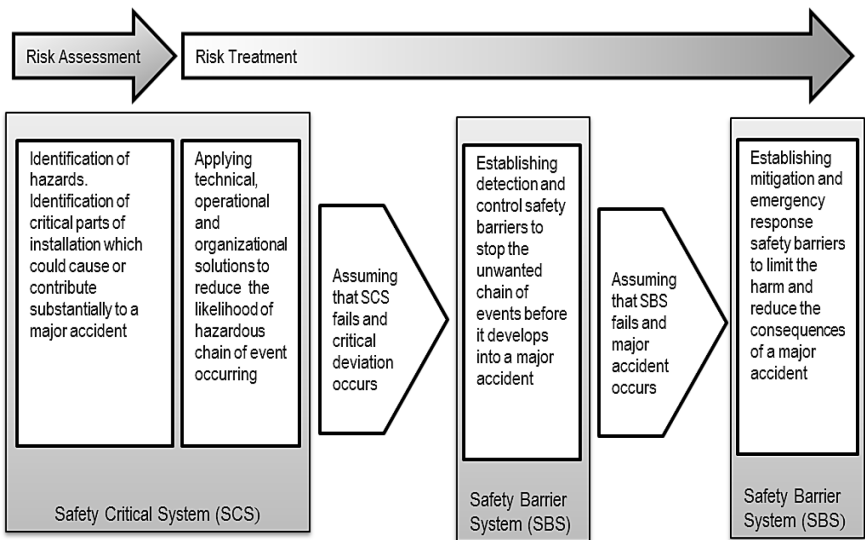 Risk Assessment
Risk Treatment
Identification of
hazards.
Identification of
critical parts of
installation which
could cause or
contribute
substantially to a
major accident
Applying
technical,
operational
and
organizational
solutions to
reduce the
likelihood of
hazardous
chain of event
occurring
Safety Critical System (SCS)
Assuming
that SCS
fails and
critical
deviation
occurs
Establishing
detection and
control safety
barriers to
stop the
unwanted
chain of
events before
it develops
into a major
accident
Safety Barrier
System (SBS)
Assuming
that SBS
fails and
major
accident
occurs
Establishing
mitigation and
emergency
response
safety barriers
to limit the
harm and
reduce the
consequences
of a major
accident
Safety Barrier
System (SBS)